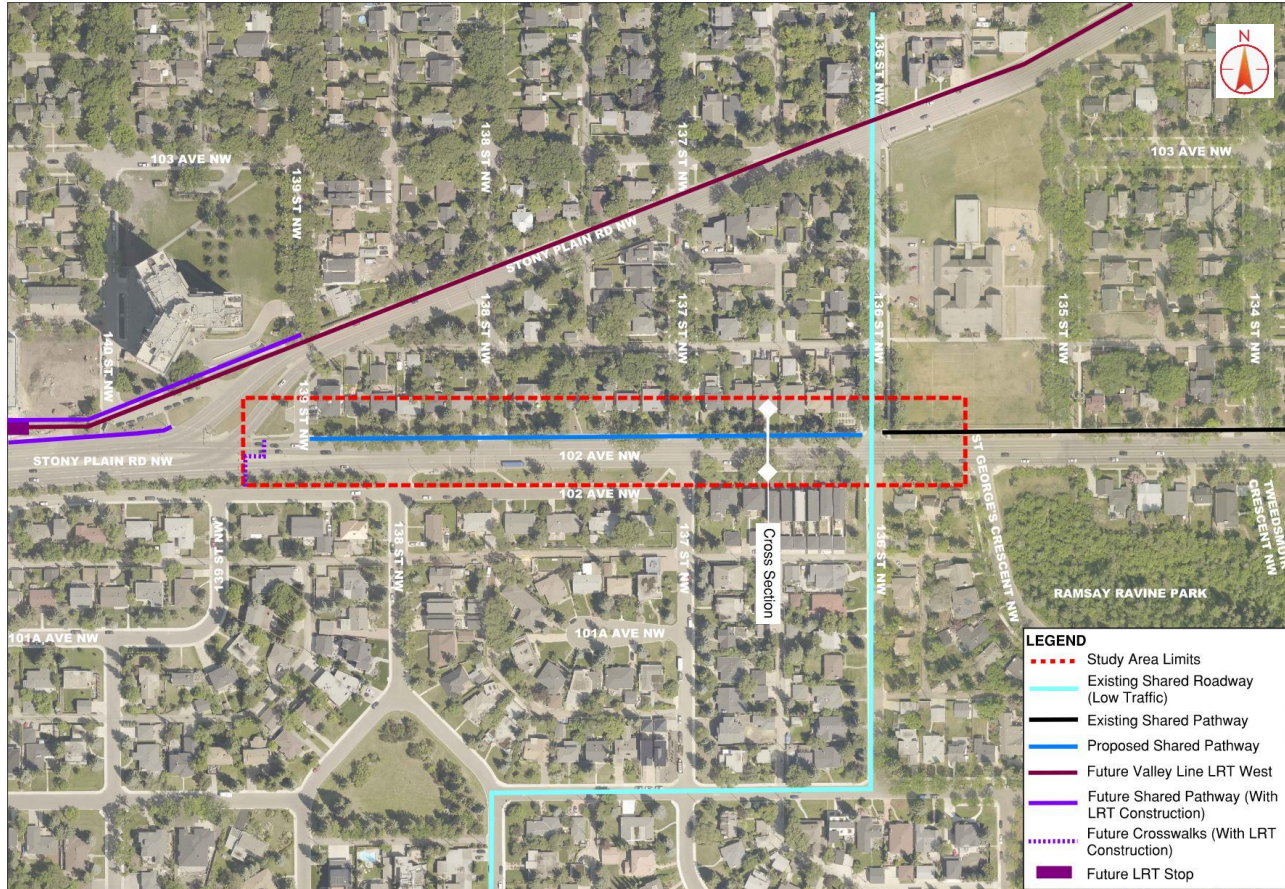 N
136 ST NW
103 AVE NW
138 ST NW
137 ST NW
139 ST NW
103 AVE NW
STONY PLAIN RD NW
138 ST NW
137 ST NW
136 ST NW
135 ST NW
134 ST NW
140 ST NW
139 ST NW
STONY PLAIN RD NW
102 AVE NW
102 AVE NW
ST GEORGE'S CRESCENT NW
139 ST NW
138 ST NW
137 ST NW
Cross Section
136 ST NW
CRESCENT NW
RAMSAY RAVINE PARK
101A AVE NW
101A AVE NW
LEGEND
Study Area Limits
Existing Shared Roadway
(Low Traffic)
Existing Shared Pathway
Proposed Shared Pathway
Future Valley Line LRT West
Future Shared Pathway (With
LRT Construction)
Future Crosswalks (With LRT
Construction)
Future LRT Stop